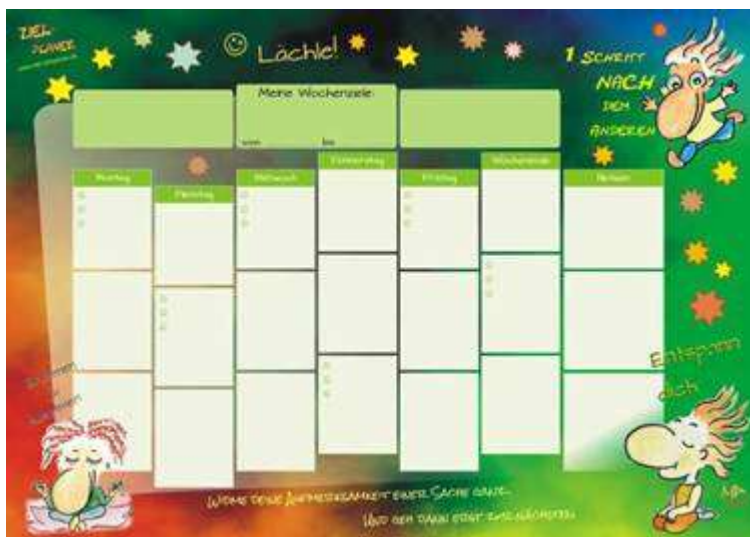 ZIEL
PLANER
Lächle!
1 SCHRITT
NACH
DEM
ANDEREN
Meine Wochenziele:
von bis
Montag
Dienstag
Mittwoch
Donnerstag
Freitag
Wochenende
Entspann
dich
WIDME DEINE AUFMERKSAMKEIT EINER SACHE GANZ.
UND GEH DANN ERST ZUR NÄCHSTEN.